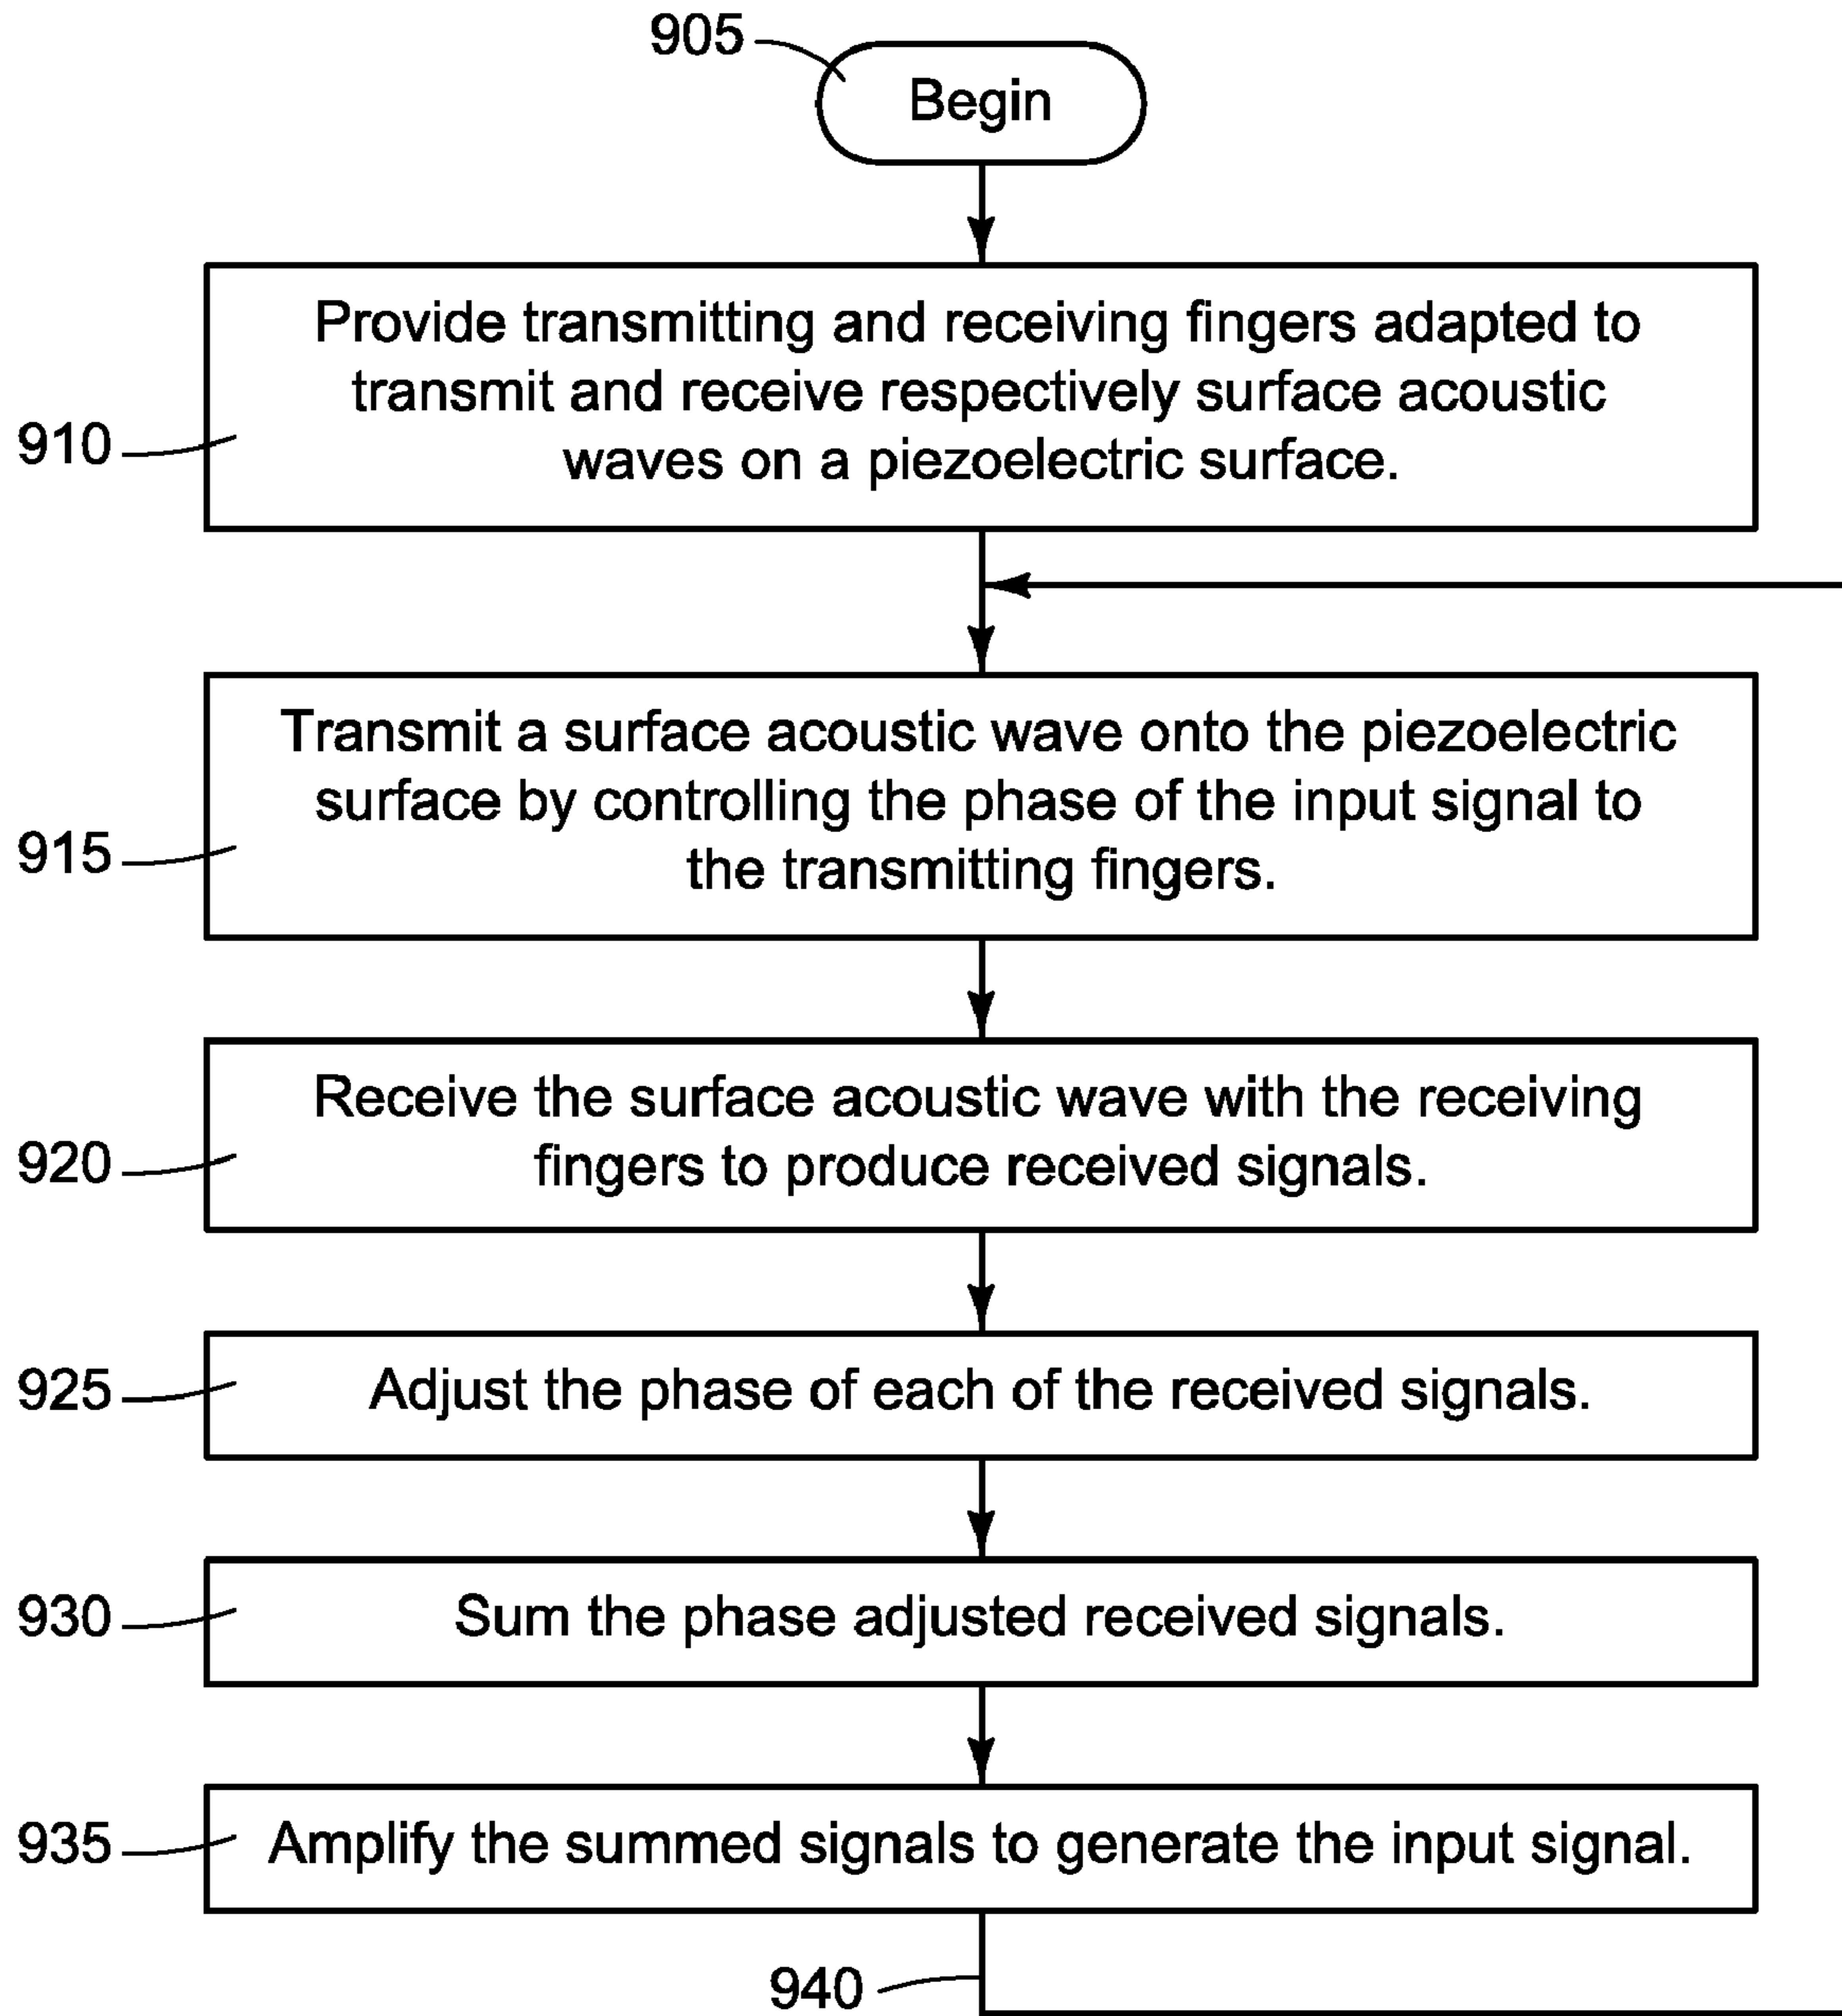 905
Begin
Provide transmitting and receiving fingers adapted to
transmit and receive respectively surface acoustic
waves on a piezoelectric surface.
910
Transmit a surface acoustic wave onto the piezoelectric
surface by controlling the phase of the input signal to
the transmitting fingers.
915
Receive the surface acoustic wave with the receiving
fingers to produce received signals.
920
925
Adjust the phase of each of the received signals.
930
Sum the phase adjusted received signals.
935
Amplify the summed signals to generate the input signal.
940